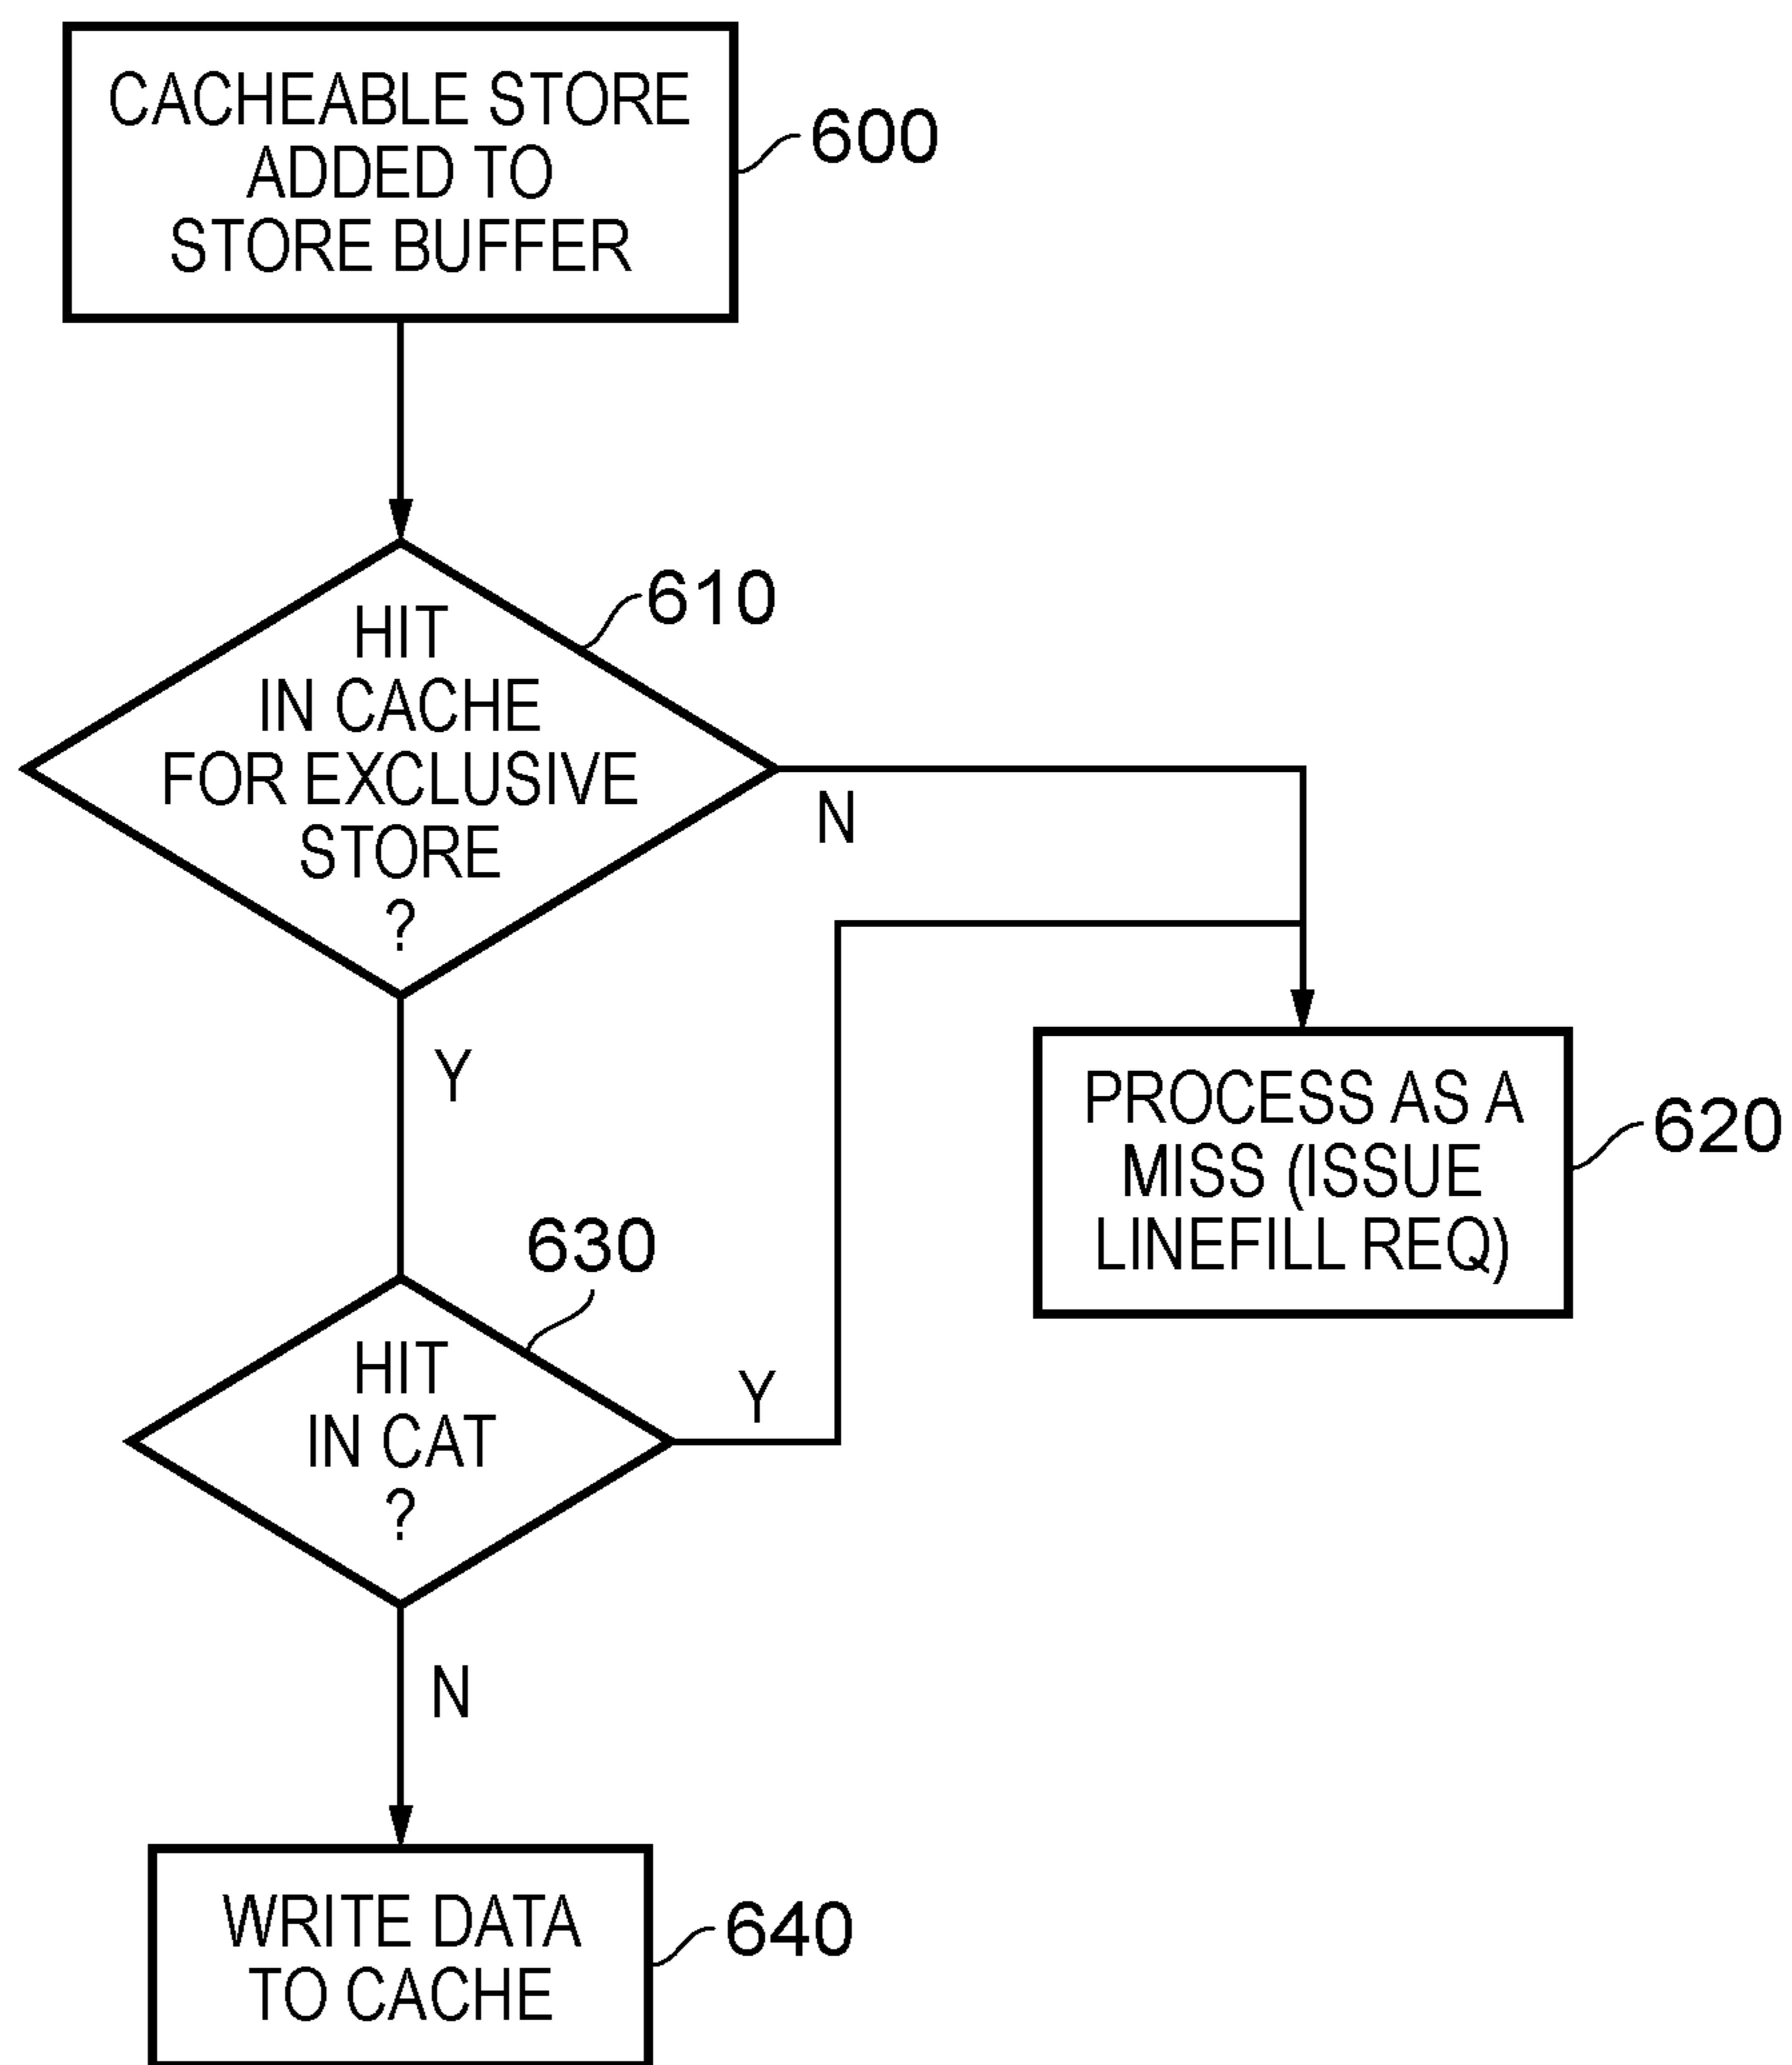 CACHEABLE STORE
ADDED TO
STORE BUFFER
600
HIT
IN CACHE
FOR EXCLUSIVE
STORE
?
610
N
Y
PROCESS AS A
MISS (ISSUE
LINEFILL REQ)
620
630
HIT
IN CAT
?
Y
N
WRITE DATA
TO CACHE
640